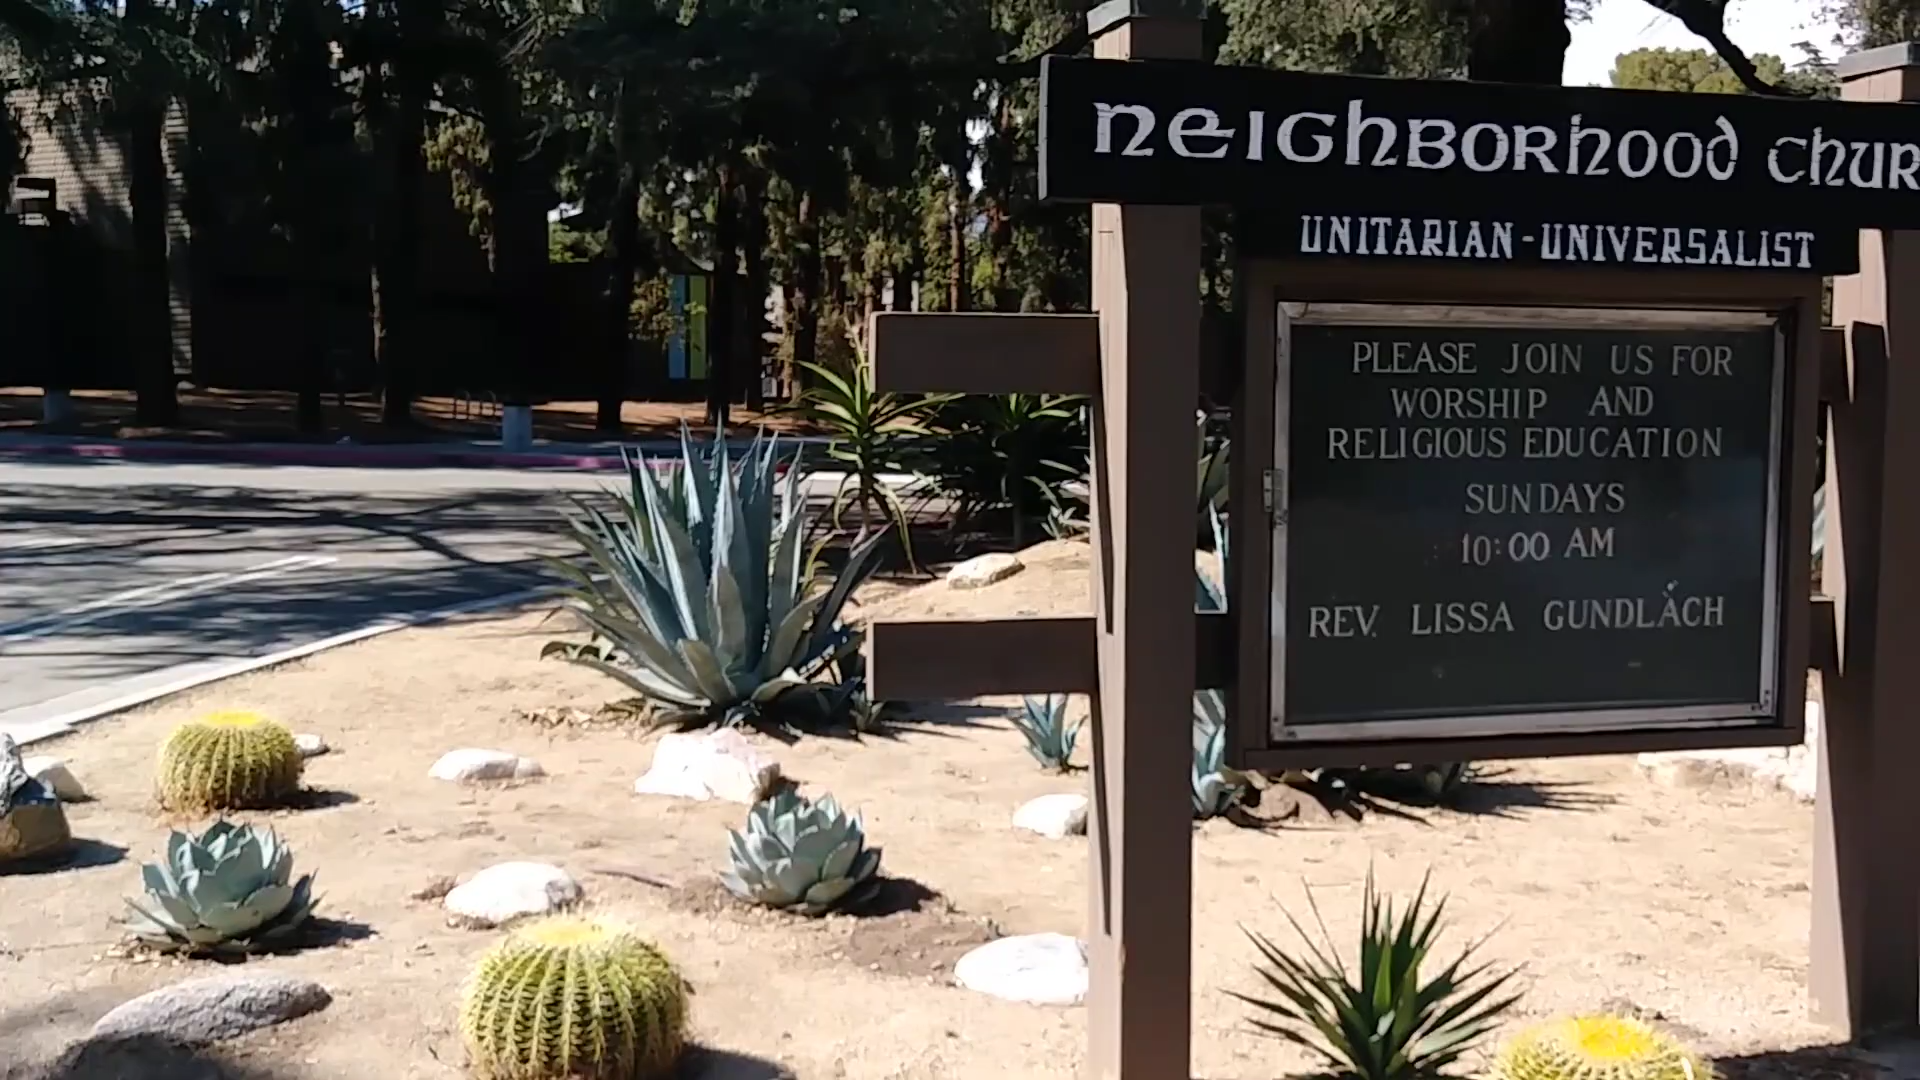 NEIGHBORHOOD CHUR
UNITARIAN-UNIVERSALIST
PLEASE JOIN US FOR
WORSHIP AND
RELIGIOUS EDUCATION
SUNDAYS
10:00 AM
REV. LISSA GUNDLACH